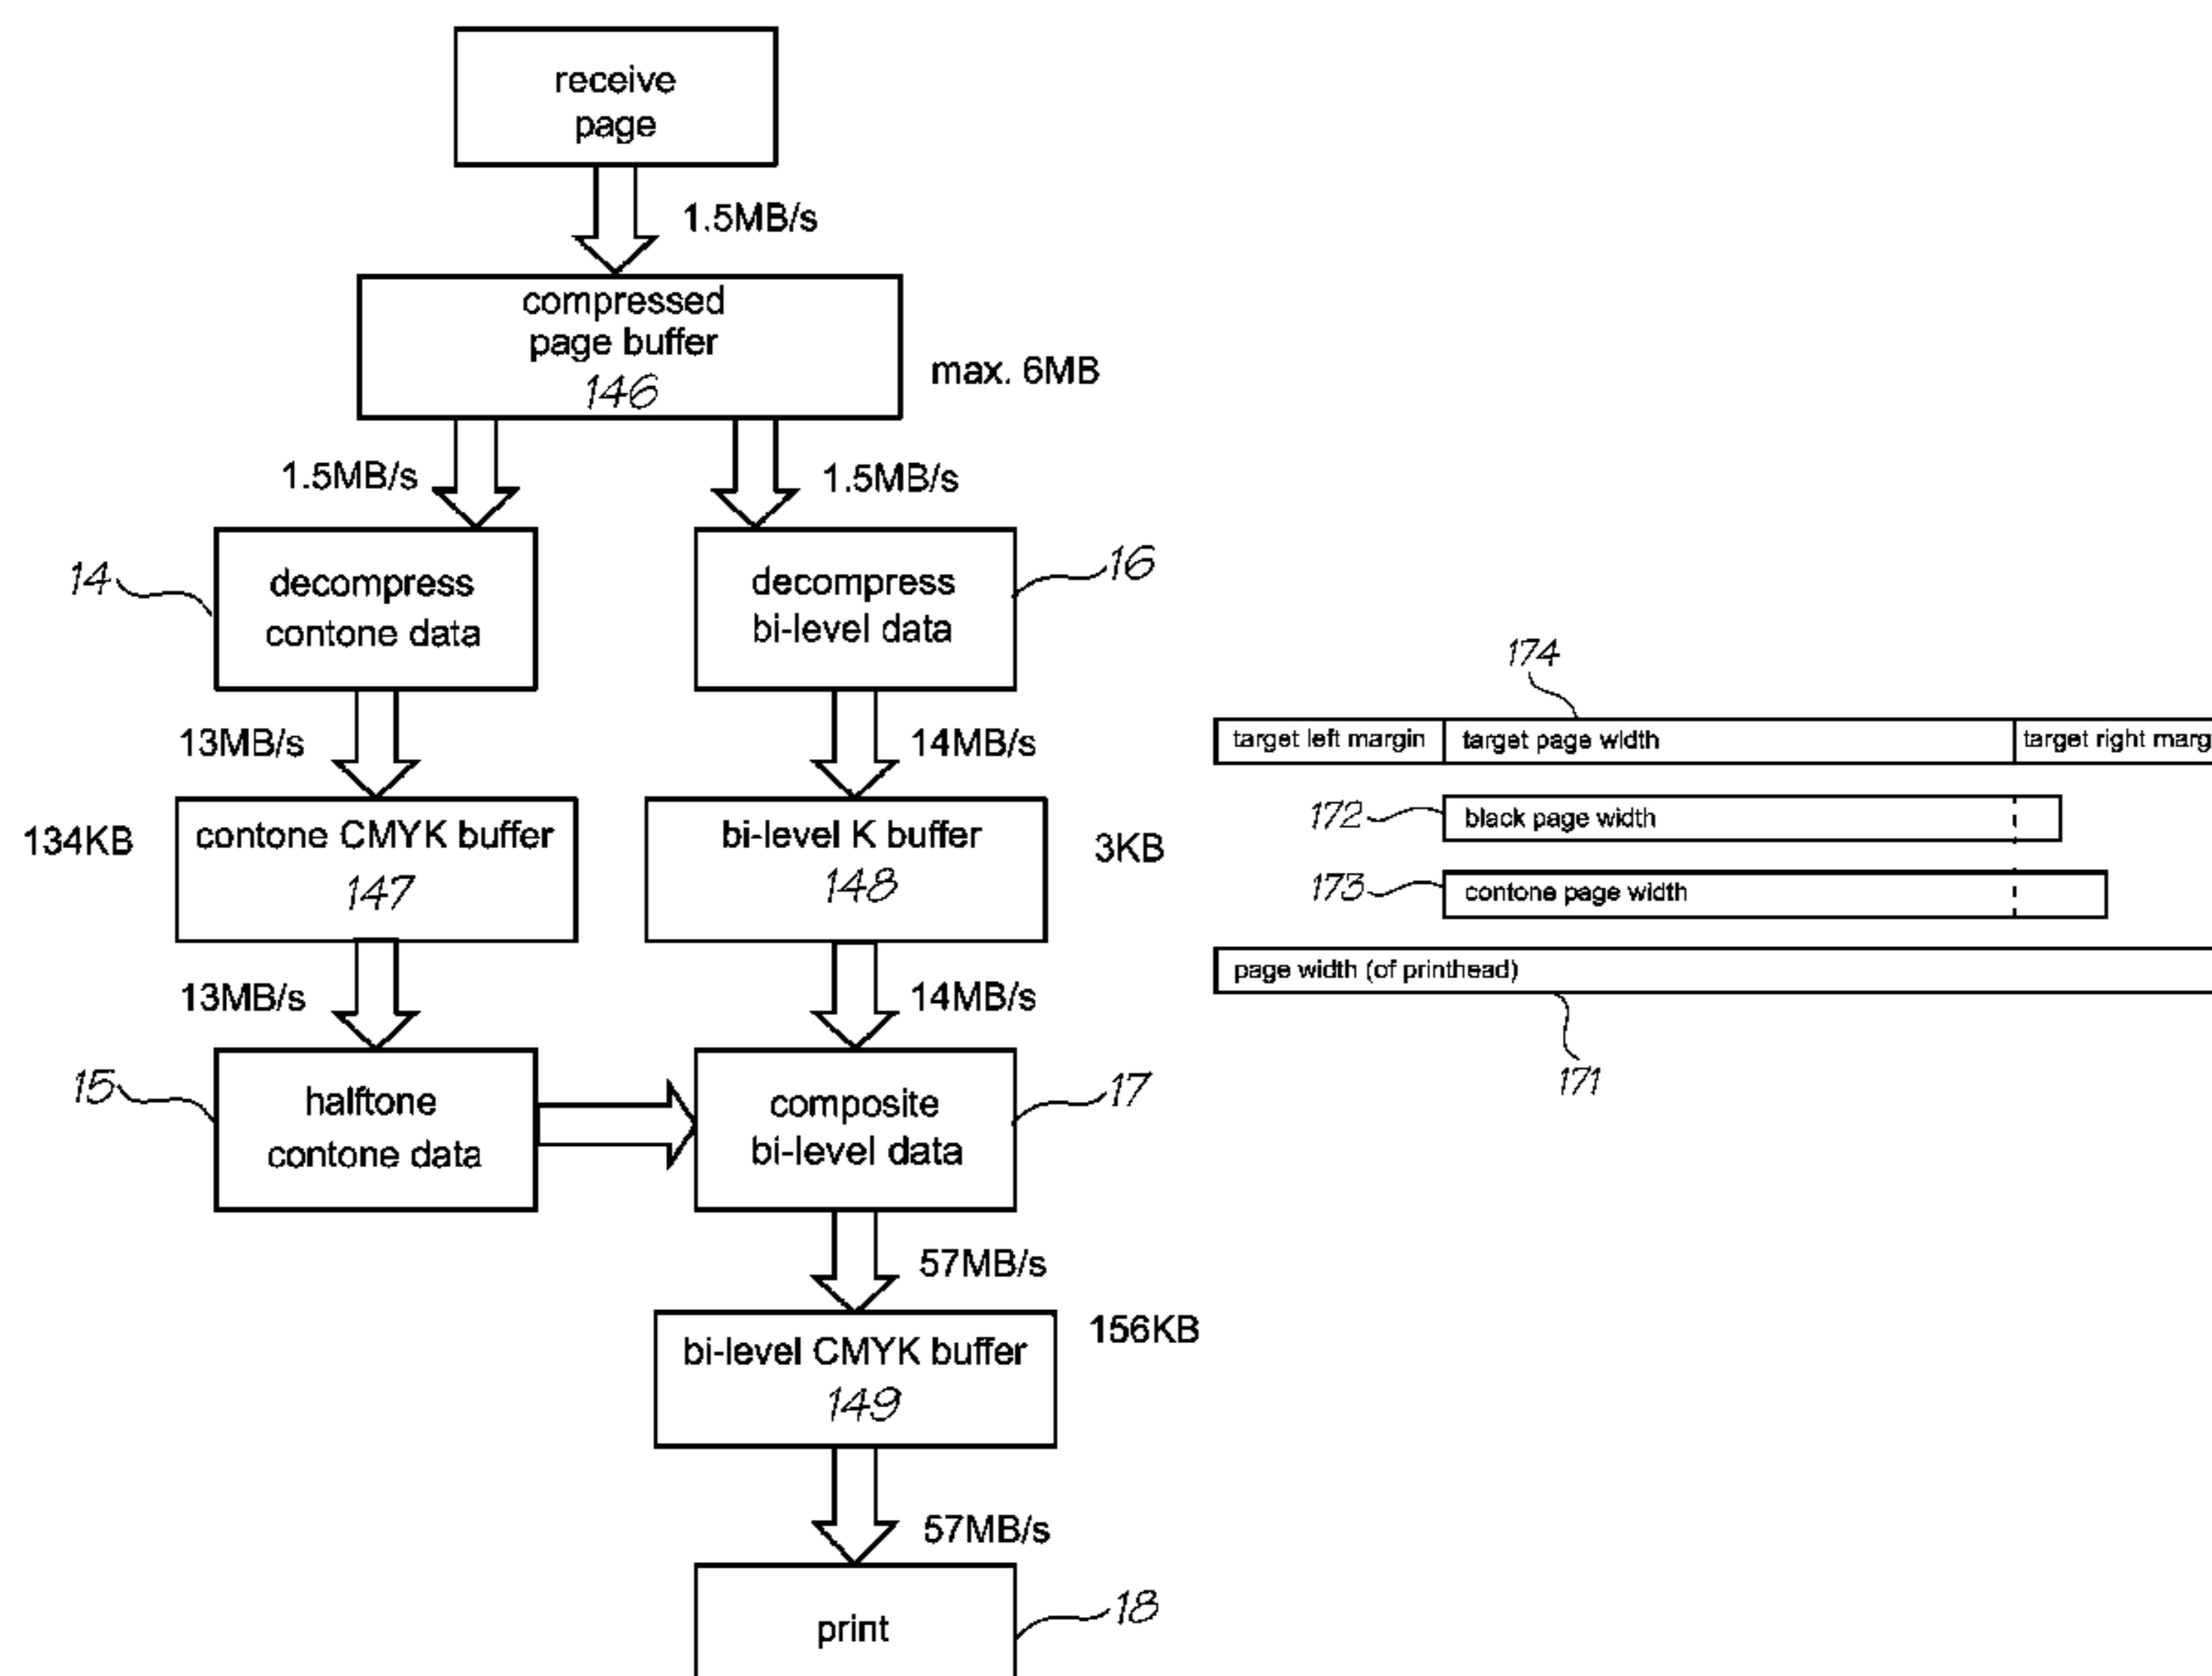 receive
page
1.5MB/s
compressed
page buffer
146
max. 6MB
1.5MB/s
1.5MB/s
14
decompress
contone data
decompress
bi-level data
16
13MB/s
14MB/s
134KB
contone CMYK buffer
147
bi-level K buffer
148
3KB
13MB/s
14MB/s
15
halftone
contone data
composite
bi-level data
17
57MB/s
bi-level CMYK buffer
149
156KB
57MB/s
print
18
174
target left margin
target page width
target right marg
172
black page width
173
contone page width
page width (of printhead)
171